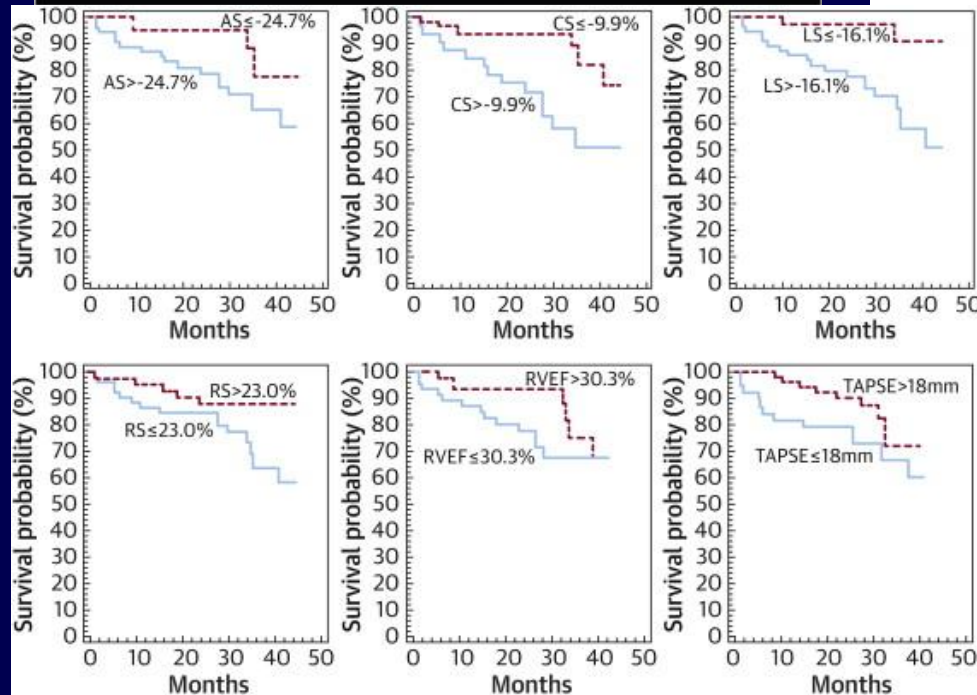 Survival probability (%)
100
90
80
70
60
50
40
30
20
10
0
AS≤-24.7%
AS>-24.7%
0 10 20 30 40 50
Months
Survival probability (%)
100
90
80
70
60
50
40
30
20
10
0
CS≤-9.9%
CS>-9.9%
0 10 20 30 40 50
Months
Survival probability (%)
100
90
80
70
60
50
40
30
20
10
0
LS≤-16.1%
LS>-16.1%
0 10 20 30 40 50
Months
Survival probability (%)
100
90
80
70
60
50
40
30
20
10
0
RS>23.0%
RS≤23.0%
0 10 20 30 40 50
Months
Survival probability (%)
100
90
80
70
60
50
40
30
20
10
0
RVEF>30.3%
RVEF≤30.3%
0 10 20 30 40 50
Months
Survival probability (%)
100
90
80
70
60
50
40
30
20
10
0
TAPSE>18mm
TAPSE≤18mm
0 10 20 30 40 50
Months